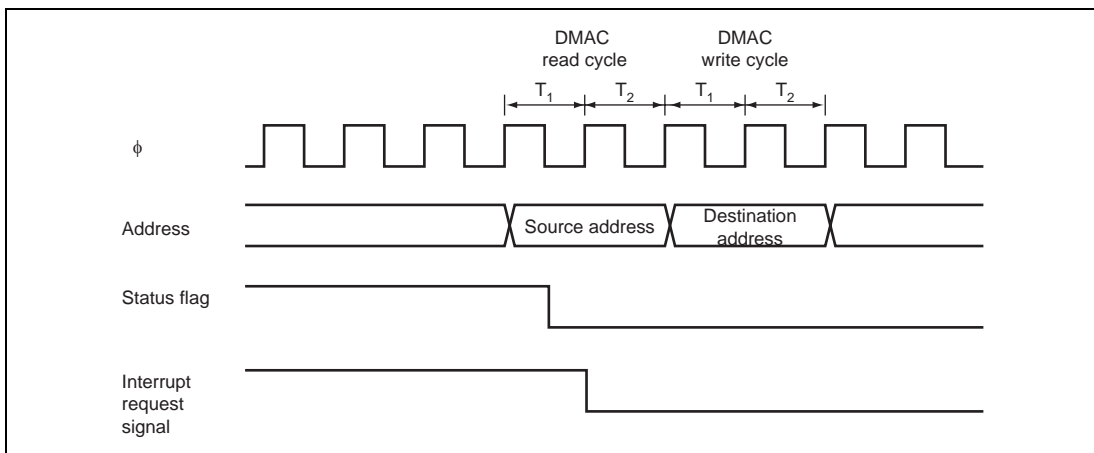 DMAC
read cycle
DMAC
write cycle
T1
T2
T1
T2
ϕ
Address
Source address
Destination
address
Status flag
Interrupt
request
signal